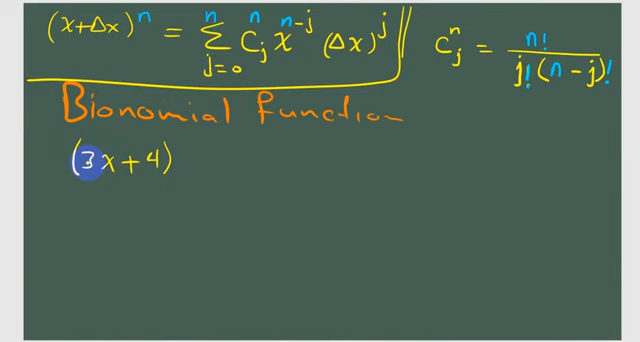 (x+Δx)^n = Σ_{j=0}^{n} C_j^n x^{n-j} (Δx)^j
C_j^n = n! / j!(n-j)!
Bionomial Function
(3x+4)